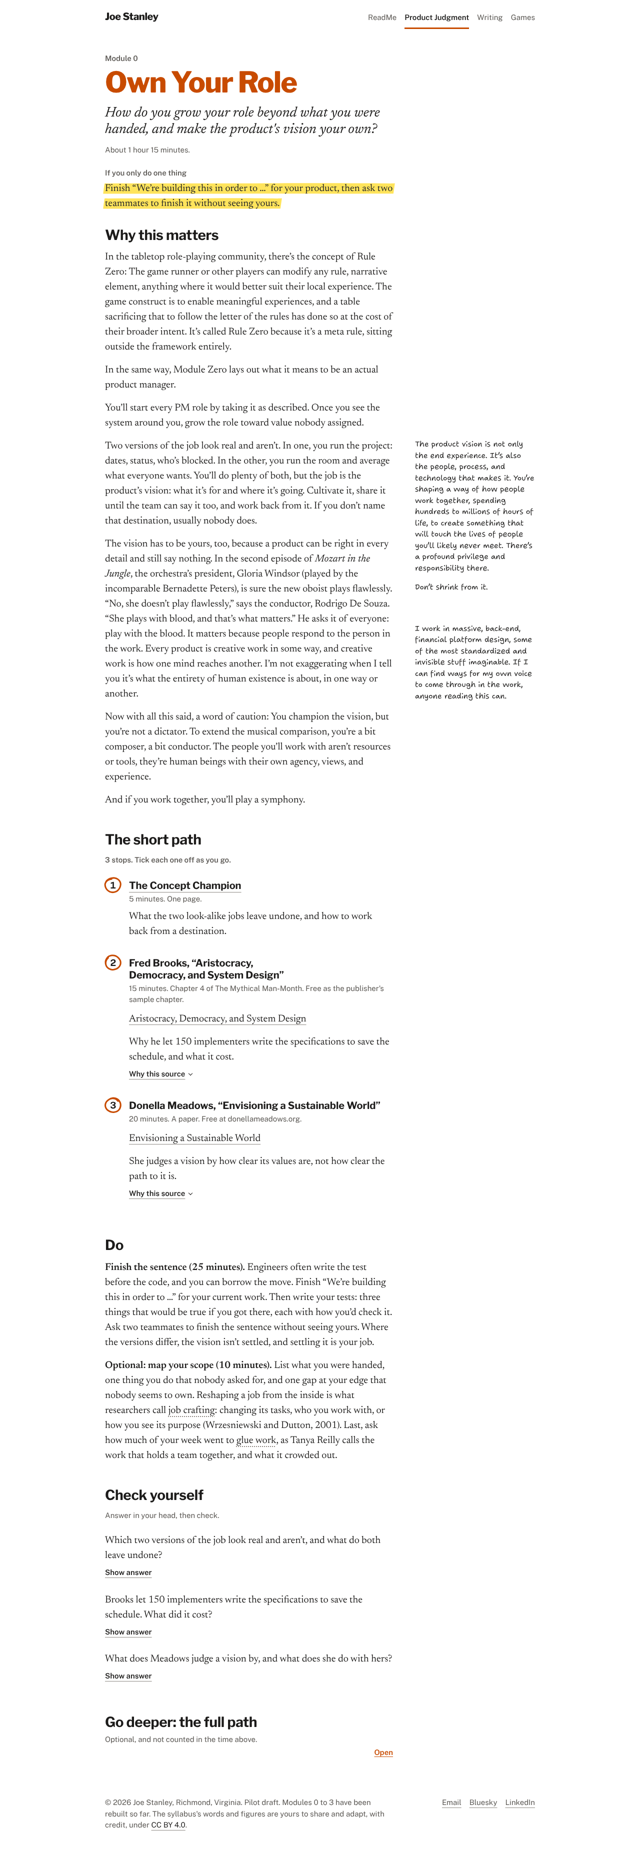 Joe Stanley
ReadMe Product Judgment Writing Games
Module 0
Own Your Role
How do you grow your role beyond what you were
handed, and make the product's vision your own?
About 1 hour 15 minutes.
If you only do one thing
Finish “We’re building this in order to ...” for your product, then ask two
teammates to finish it without seeing yours.
Why this matters
In the tabletop role-playing community, there’s the concept of Rule
Zero: The game runner or other players can modify any rule, narrative
element, anything where it would better suit their local experience. The
game construct is to enable meaningful experiences, and a table
sacrificing that to follow the letter of the rules has done so at the cost of
their broader intent. It’s called Rule Zero because it’s a meta rule, sitting
outside the framework entirely.
In the same way, Module Zero lays out what it means to be an actual
product manager.
You’ll start every PM role by taking it as described. Once you see the
system around you, grow the role toward value nobody assigned.
Two versions of the job look real and aren’t. In one, you run the project:
dates, status, who’s blocked. In the other, you run the room and average
what everyone wants. You’ll do plenty of both, but the job is the
product’s vision: what it’s for and where it’s going. Cultivate it, share it
until the team can say it too, and work back from it. If you don’t name
that destination, usually nobody does.
The product vision is not only
the end experience. It’s also
the people, process, and
technology that makes it. You’re
shaping a way of how people
work together, spending
hundreds to millions of hours of
life, to create something that
will touch the lives of people
you’ll likely never meet. There’s
a profound privilege and
responsibility there.
Don’t shrink from it.
The vision has to be yours, too, because a product can be right in every
detail and still say nothing. In the second episode of Mozart in the
Jungle, the orchestra’s president, Gloria Windsor (played by the
incomparable Bernadette Peters), is sure the new oboist plays flawlessly.
“No, she doesn’t play flawlessly,” says the conductor, Rodrigo De Souza.
“She plays with blood, and that’s what matters.” He asks it of everyone:
play with the blood. It matters because people respond to the person in
the work. Every product is creative work in some way, and creative
work is how one mind reaches another. I’m not exaggerating when I tell
you it’s what the entirety of human existence is about, in one way or
another.
I work in massive, back-end,
financial platform design, some
of the most standardized and
invisible stuff imaginable. If I
can find ways for my own voice
to come through in the work,
anyone reading this can.
Now with all this said, a word of caution: You champion the vision, but
you’re not a dictator. To extend the musical comparison, you’re a bit
composer, a bit conductor. The people you’ll work with aren’t resources
or tools, they’re human beings with their own agency, views, and
experience.
And if you work together, you’ll play a symphony.
The short path
3 stops. Tick each one off as you go.
1
The Concept Champion
5 minutes. One page.
What the two look-alike jobs leave undone, and how to work
back from a destination.
2
Fred Brooks, “Aristocracy,
Democracy, and System Design”
15 minutes. Chapter 4 of The Mythical Man-Month. Free as the publisher’s
sample chapter.
Aristocracy, Democracy, and System Design
Why he let 150 implementers write the specifications to save the
schedule, and what it cost.
Why this source
3
Donella Meadows, “Envisioning a Sustainable World”
20 minutes. A paper. Free at donellameadows.org.
Envisioning a Sustainable World
She judges a vision by how clear its values are, not how clear the
path to it is.
Why this source
Do
Finish the sentence (25 minutes). Engineers often write the test
before the code, and you can borrow the move. Finish “We’re building
this in order to ...” for your current work. Then write your tests: three
things that would be true if you got there, each with how you’d check it.
Ask two teammates to finish the sentence without seeing yours. Where
the versions differ, the vision isn’t settled, and settling it is your job.
Optional: map your scope (10 minutes). List what you were handed,
one thing you do that nobody asked for, and one gap at your edge that
nobody seems to own. Reshaping a job from the inside is what
researchers call job crafting: changing its tasks, who you work with, or
how you see its purpose (Wrzesniewski and Dutton, 2001). Last, ask
how much of your week went to glue work, as Tanya Reilly calls the
work that holds a team together, and what it crowded out.
Check yourself
Answer in your head, then check.
Which two versions of the job look real and aren’t, and what do both
leave undone?
Show answer
Brooks let 150 implementers write the specifications to save the
schedule. What did it cost?
Show answer
What does Meadows judge a vision by, and what does she do with hers?
Show answer
Go deeper: the full path
Optional, and not counted in the time above.
Open
© 2026 Joe Stanley, Richmond, Virginia. Pilot draft. Modules 0 to 3 have been
rebuilt so far. The syllabus’s words and figures are yours to share and adapt, with
credit, under CC BY 4.0.
Email Bluesky LinkedIn